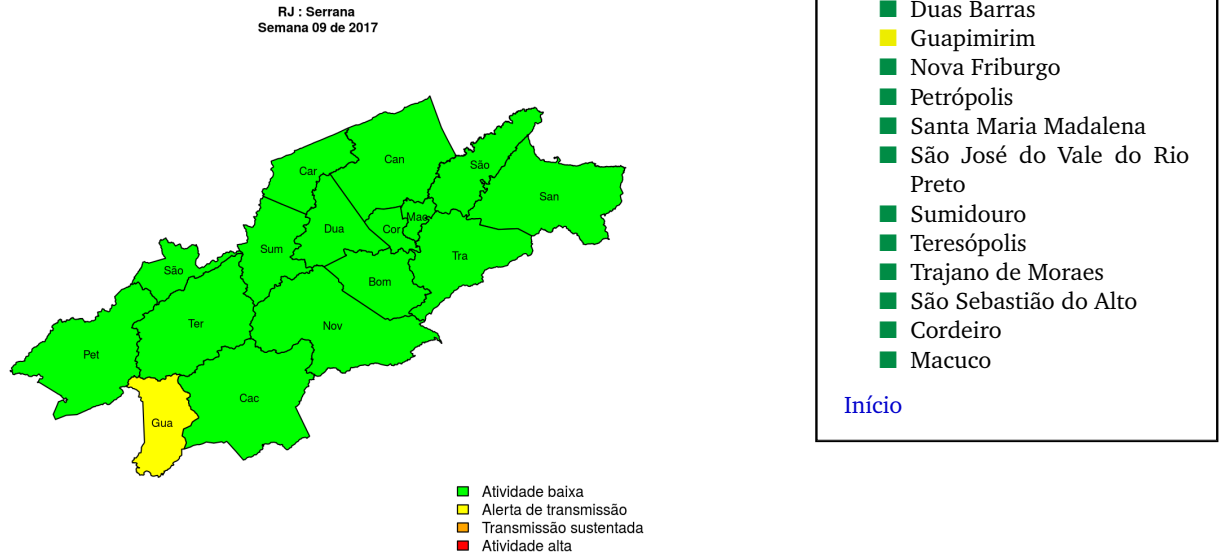 RJ : Serrana
Semana 09 de 2017
Can
São
Car
San
Mac
Dua
Cor
Sum
Tra
São
Bom
Ter
Nov
Pet
Cac
Gua
Atividade baixa
Alerta de transmissão
Transmissão sustentada
Atividade alta
Duas Barras
Guapimirim
Nova Friburgo
Petrópolis
Santa Maria Madalena
São José do Vale do Rio
Preto
Sumidouro
Teresópolis
Trajano de Moraes
São Sebastião do Alto
Cordeiro
Macuco
Início